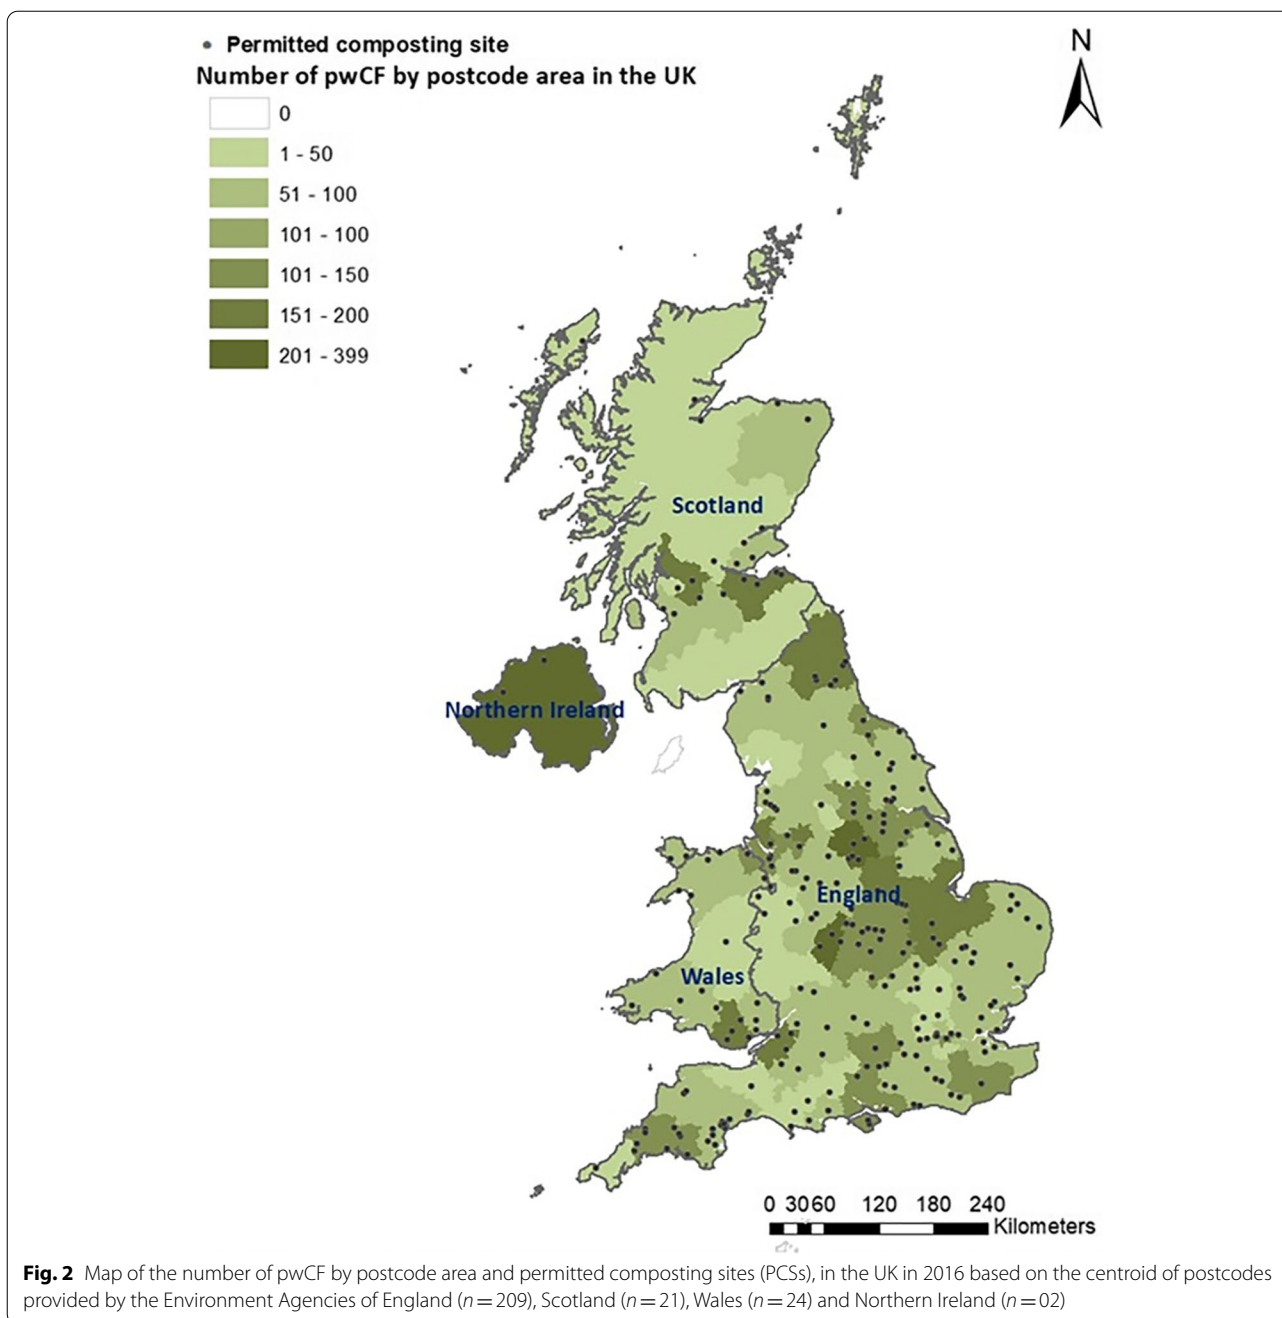 Permitted composting site
Number of pwCF by postcode area in the UK
0
1 - 50
51 - 100
101 - 100
101 - 150
151 - 200
201 - 399
N
Scotland
Northern Ireland
England
Wales
0 30 60 120 180 240
Kilometers
Fig. 2 Map of the number of pwCF by postcode area and permitted composting sites (PCSs), in the UK in 2016 based on the centroid of postcodes
provided by the Environment Agencies of England (n = 209), Scotland (n = 21), Wales (n = 24) and Northern Ireland (n = 02)